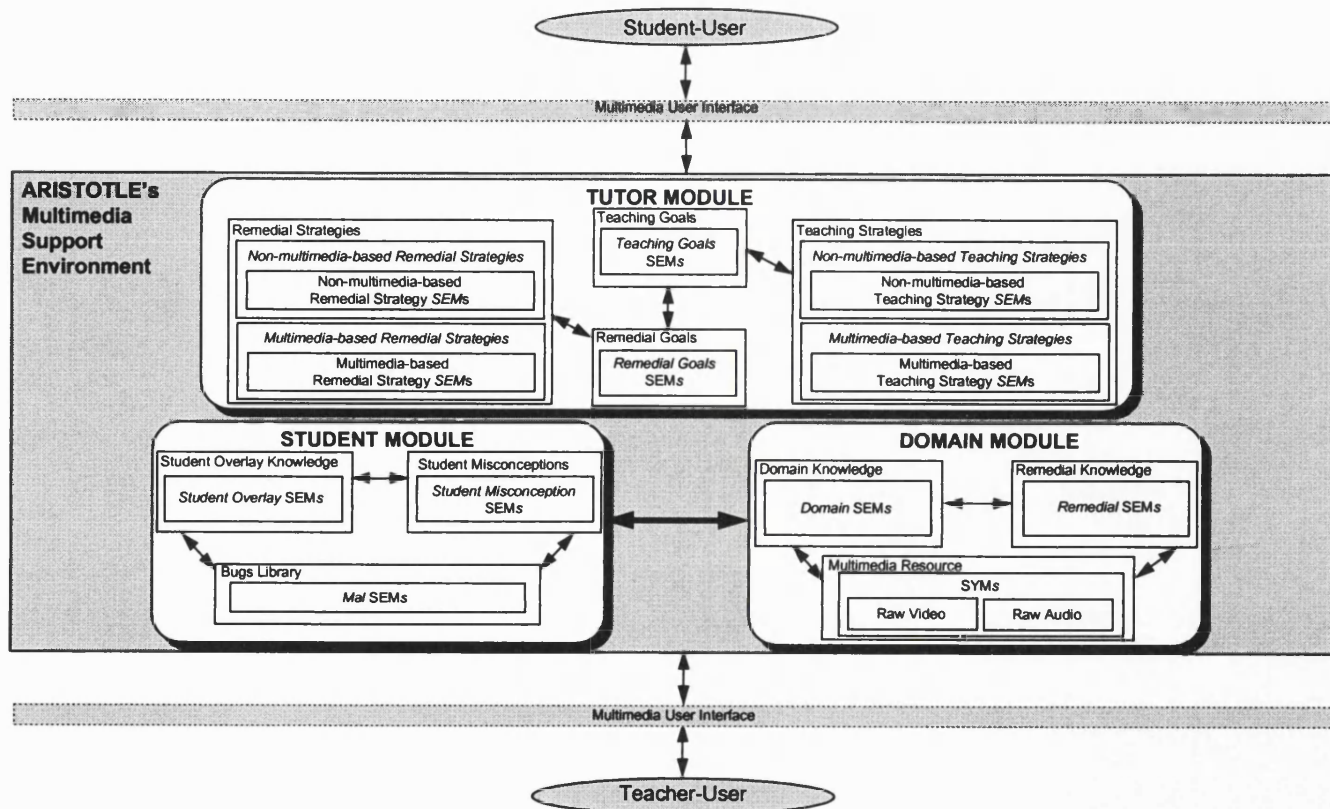 Student-User
Multimedia User Interface
ARISTOTLE's
Multimedia
Support
Environment
TUTOR MODULE
Remedial Strategies
Non-multimedia-based Remedial Strategies
Non-multimedia-based
Remedial Strategy SEMs
Multimedia-based Remedial Strategies
Multimedia-based
Remedial Strategy SEMs
Teaching Goals
Teaching Goals
SEMs
Remedial Goals
Remedial Goals
SEMs
Teaching Strategies
Non-multimedia-based Teaching Strategies
Non-multimedia-based
Teaching Strategy SEMs
Multimedia-based Teaching Strategies
Multimedia-based
Teaching Strategy SEMs
STUDENT MODULE
Student Overlay Knowledge
Student Overlay SEMs
Student Misconceptions
Student Misconception
SEMs
Bugs Library
Mal SEMs
DOMAIN MODULE
Domain Knowledge
Domain SEMs
Remedial Knowledge
Remedial SEMs
Multimedia Resource
SYMs
Raw Video
Raw Audio
Multimedia User Interface
Teacher-User